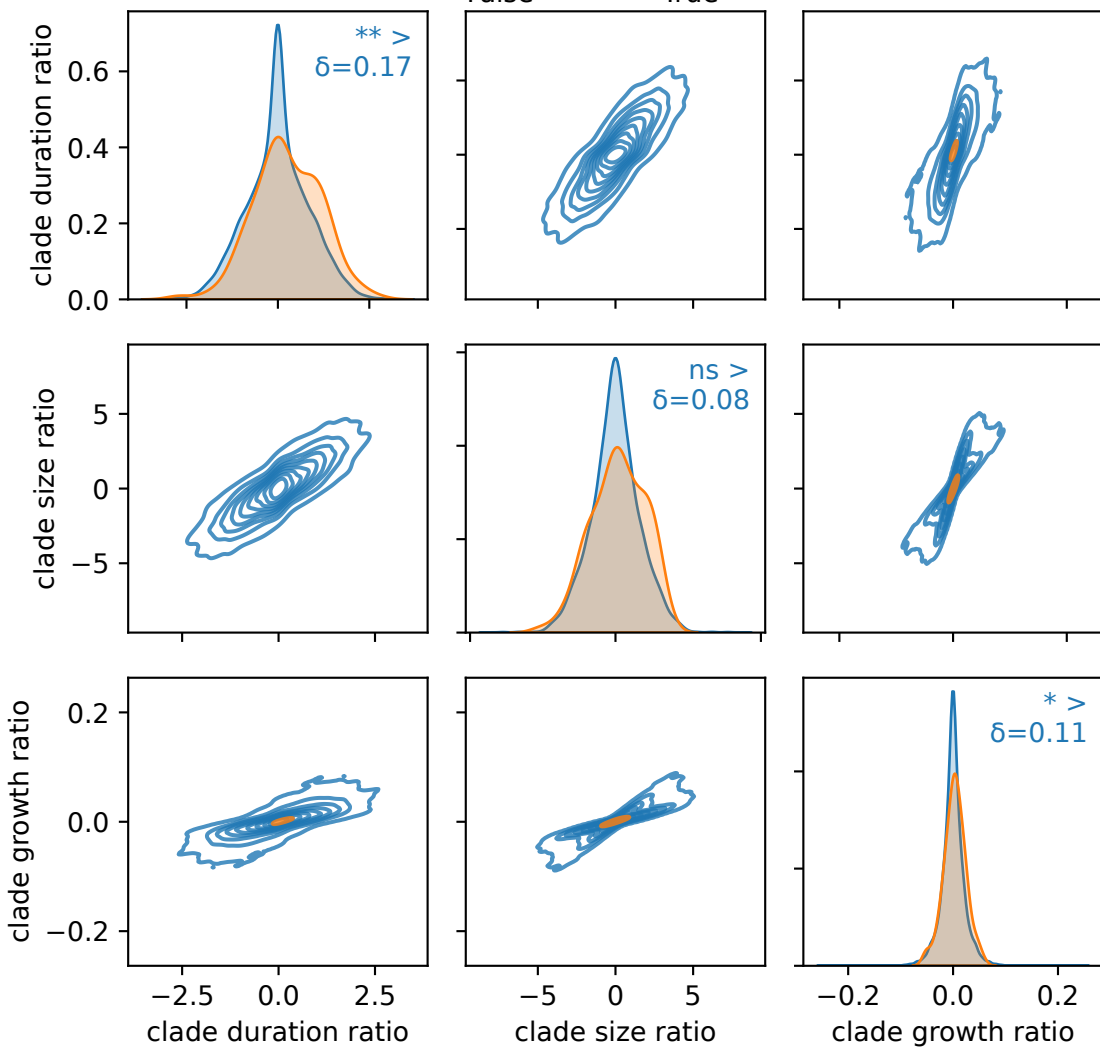 clade duration ratio
0.6
0.4
0.2
0.0
** >
δ=0.17
clade size ratio
5
0
−5
ns >
δ=0.08
clade growth ratio
0.2
0.0
−0.2
* >
δ=0.11
−2.5 0.0 2.5
−5 0 5
−0.2 0.0 0.2
clade duration ratio
clade size ratio
clade growth ratio